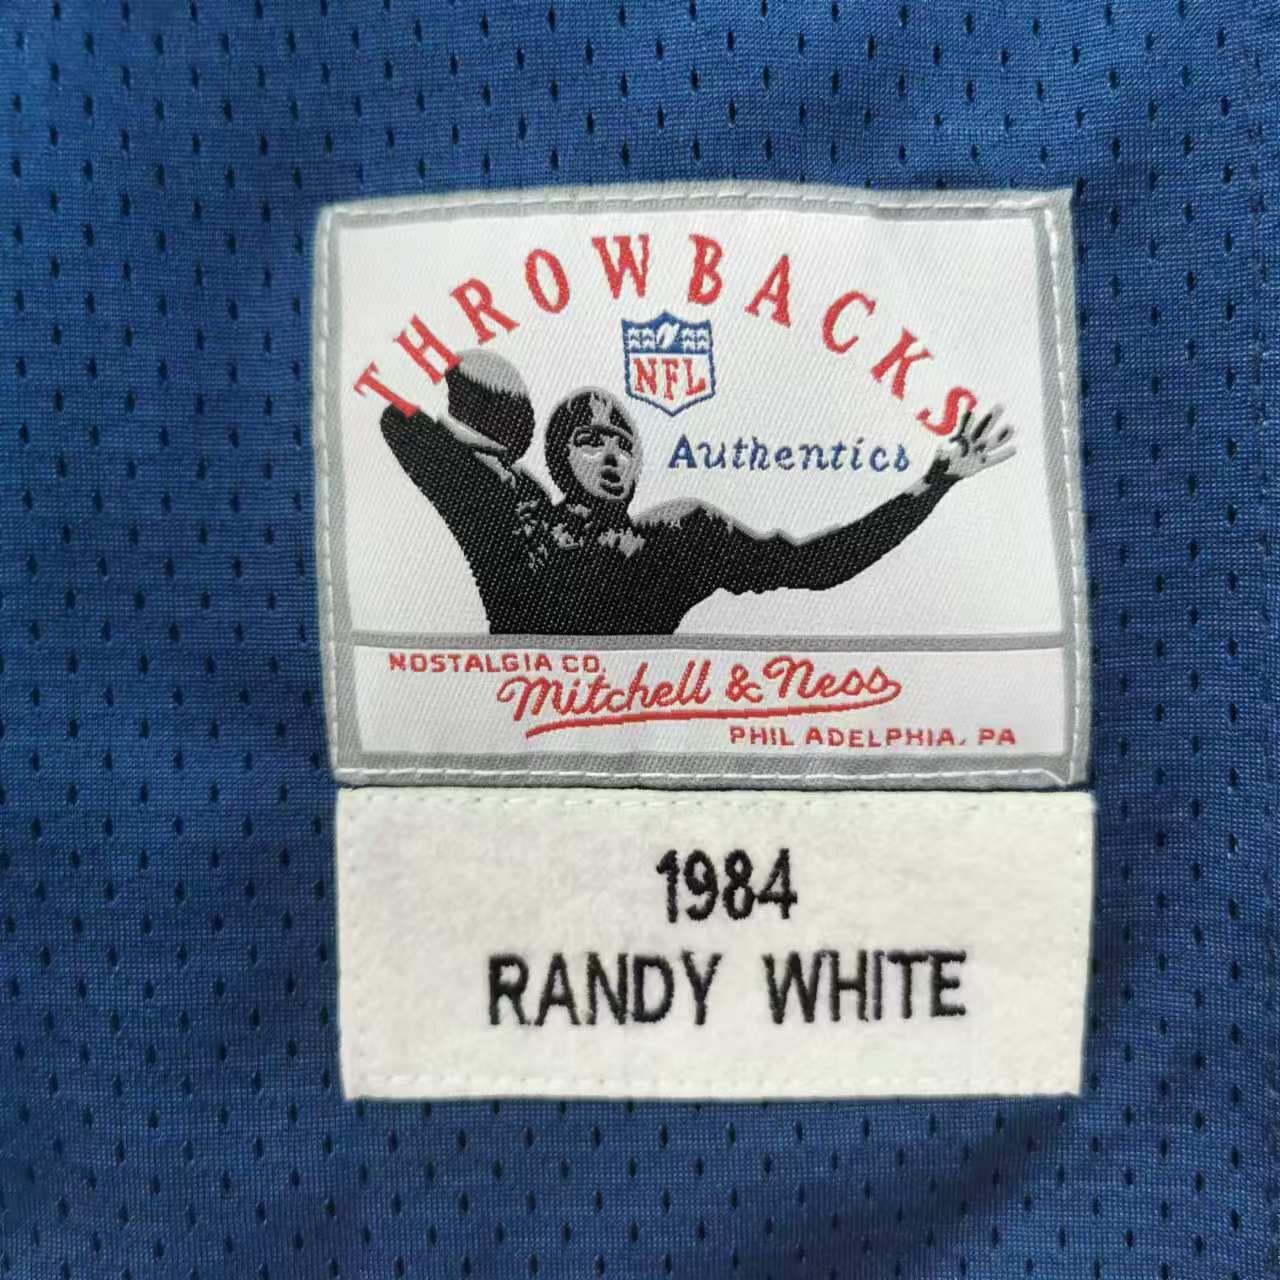 THROWBACKS
NFL
Authentics
NOSTALGIA CO.
Mitchell & Ness
PHILADELPHIA, PA
1984
RANDY WHITE